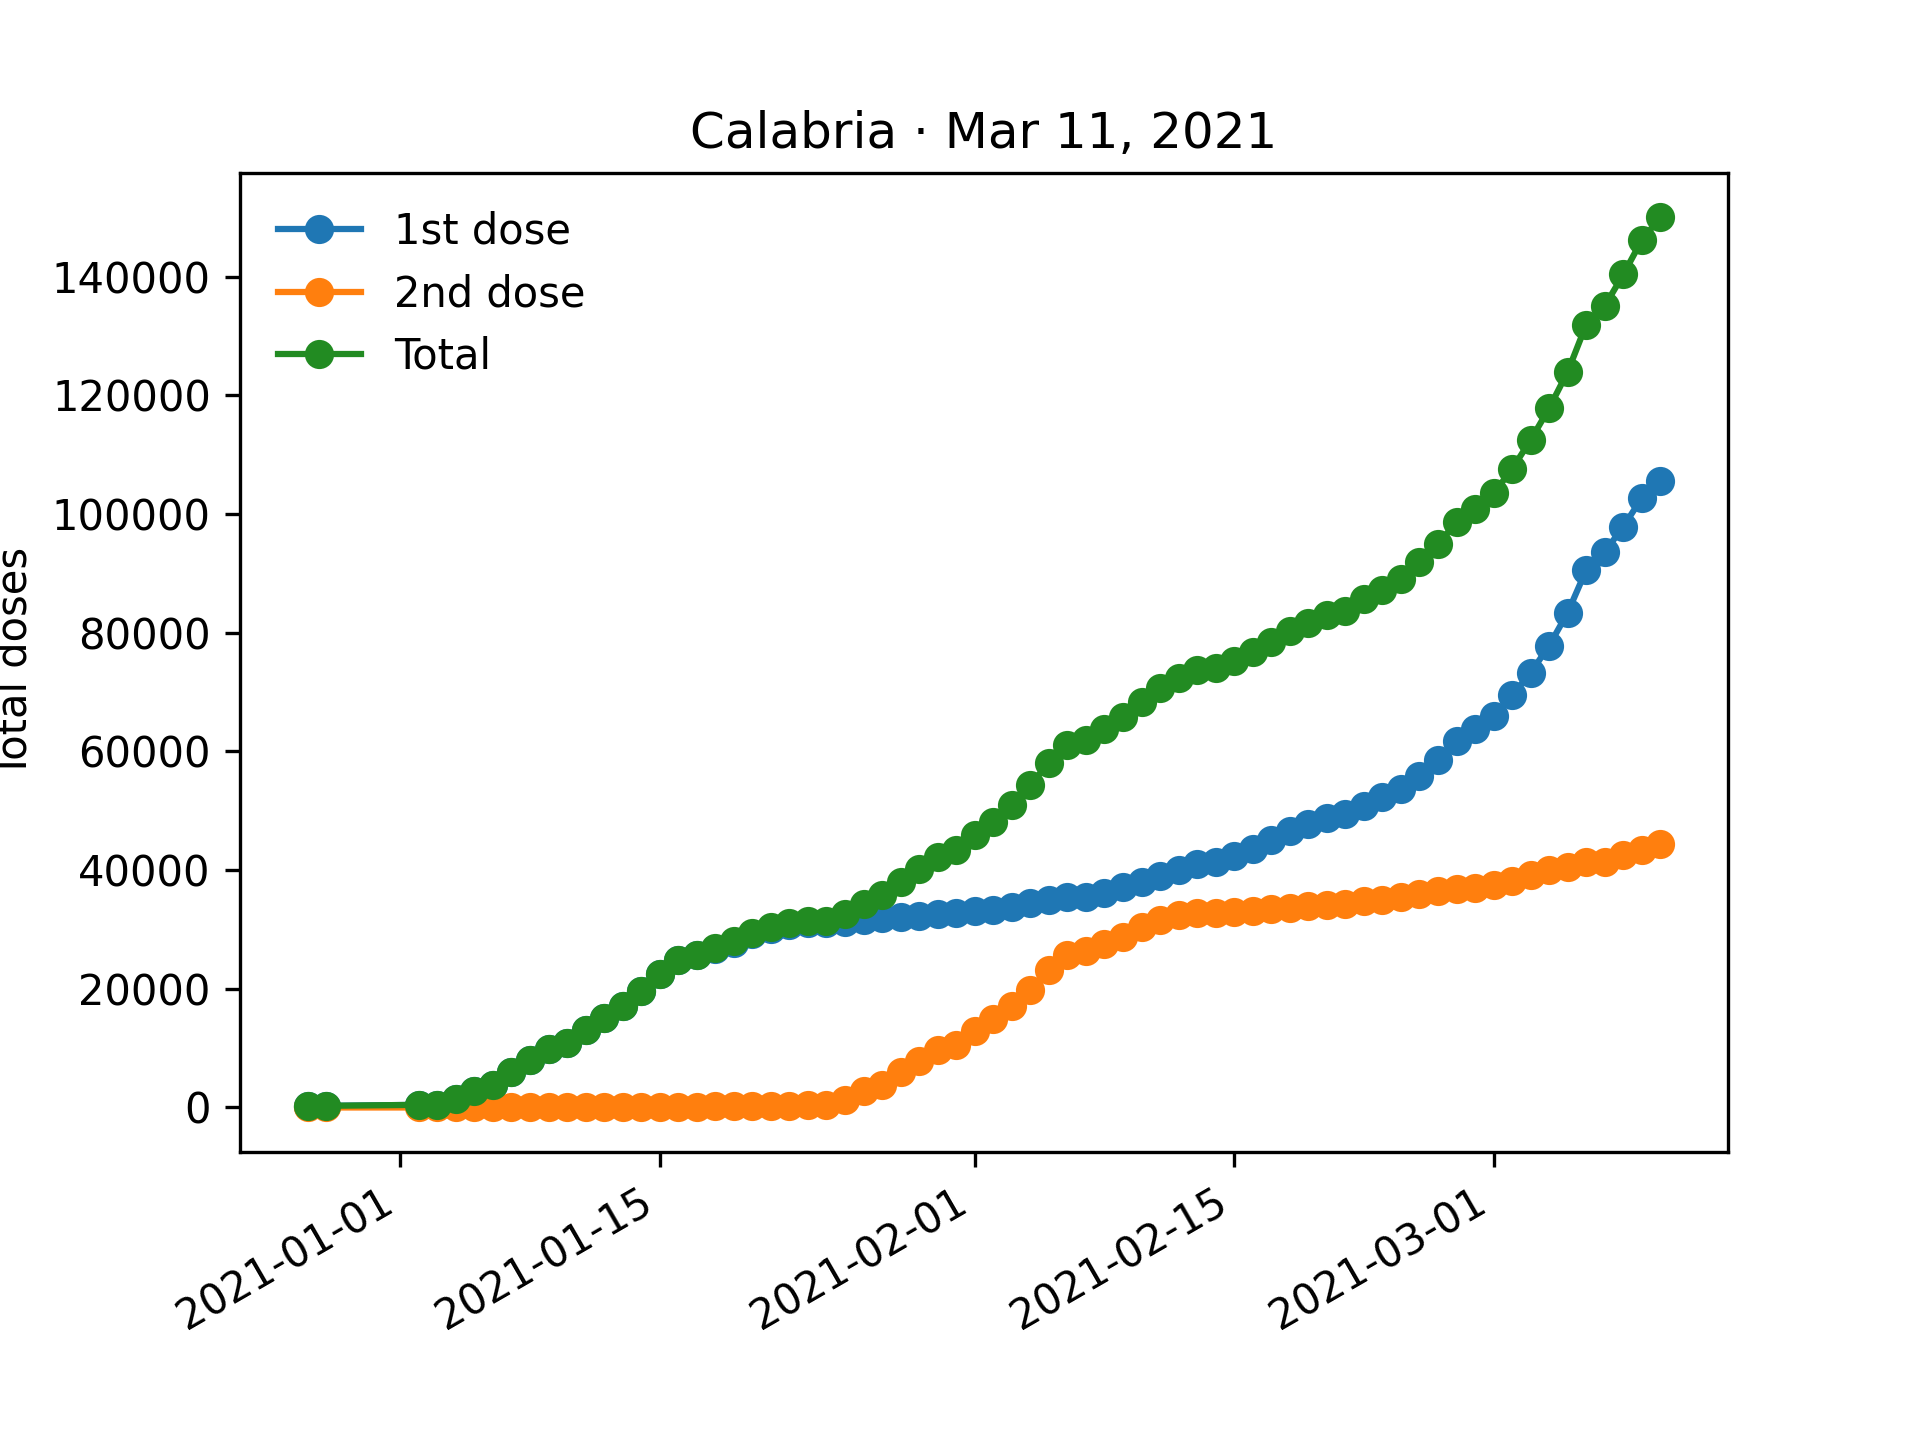 Calabria · Mar 11, 2021
1st dose
2nd dose
Total
Total doses
140000
120000
100000
80000
60000
40000
20000
0
2021-01-01
2021-01-15
2021-02-01
2021-02-15
2021-03-01